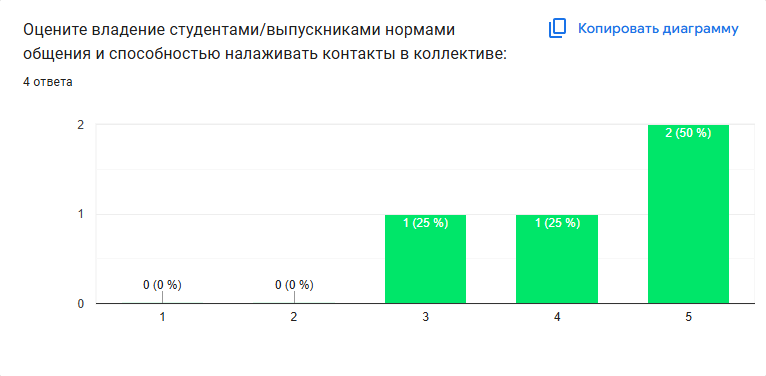 Оцените владение студентами/выпускниками нормами
общения и способностью налаживать контакты в коллективе:
Копировать диаграмму
4 ответа
2
1
0
0 (0 %)
0 (0 %)
1 (25 %)
1 (25 %)
2 (50 %)
1
2
3
4
5